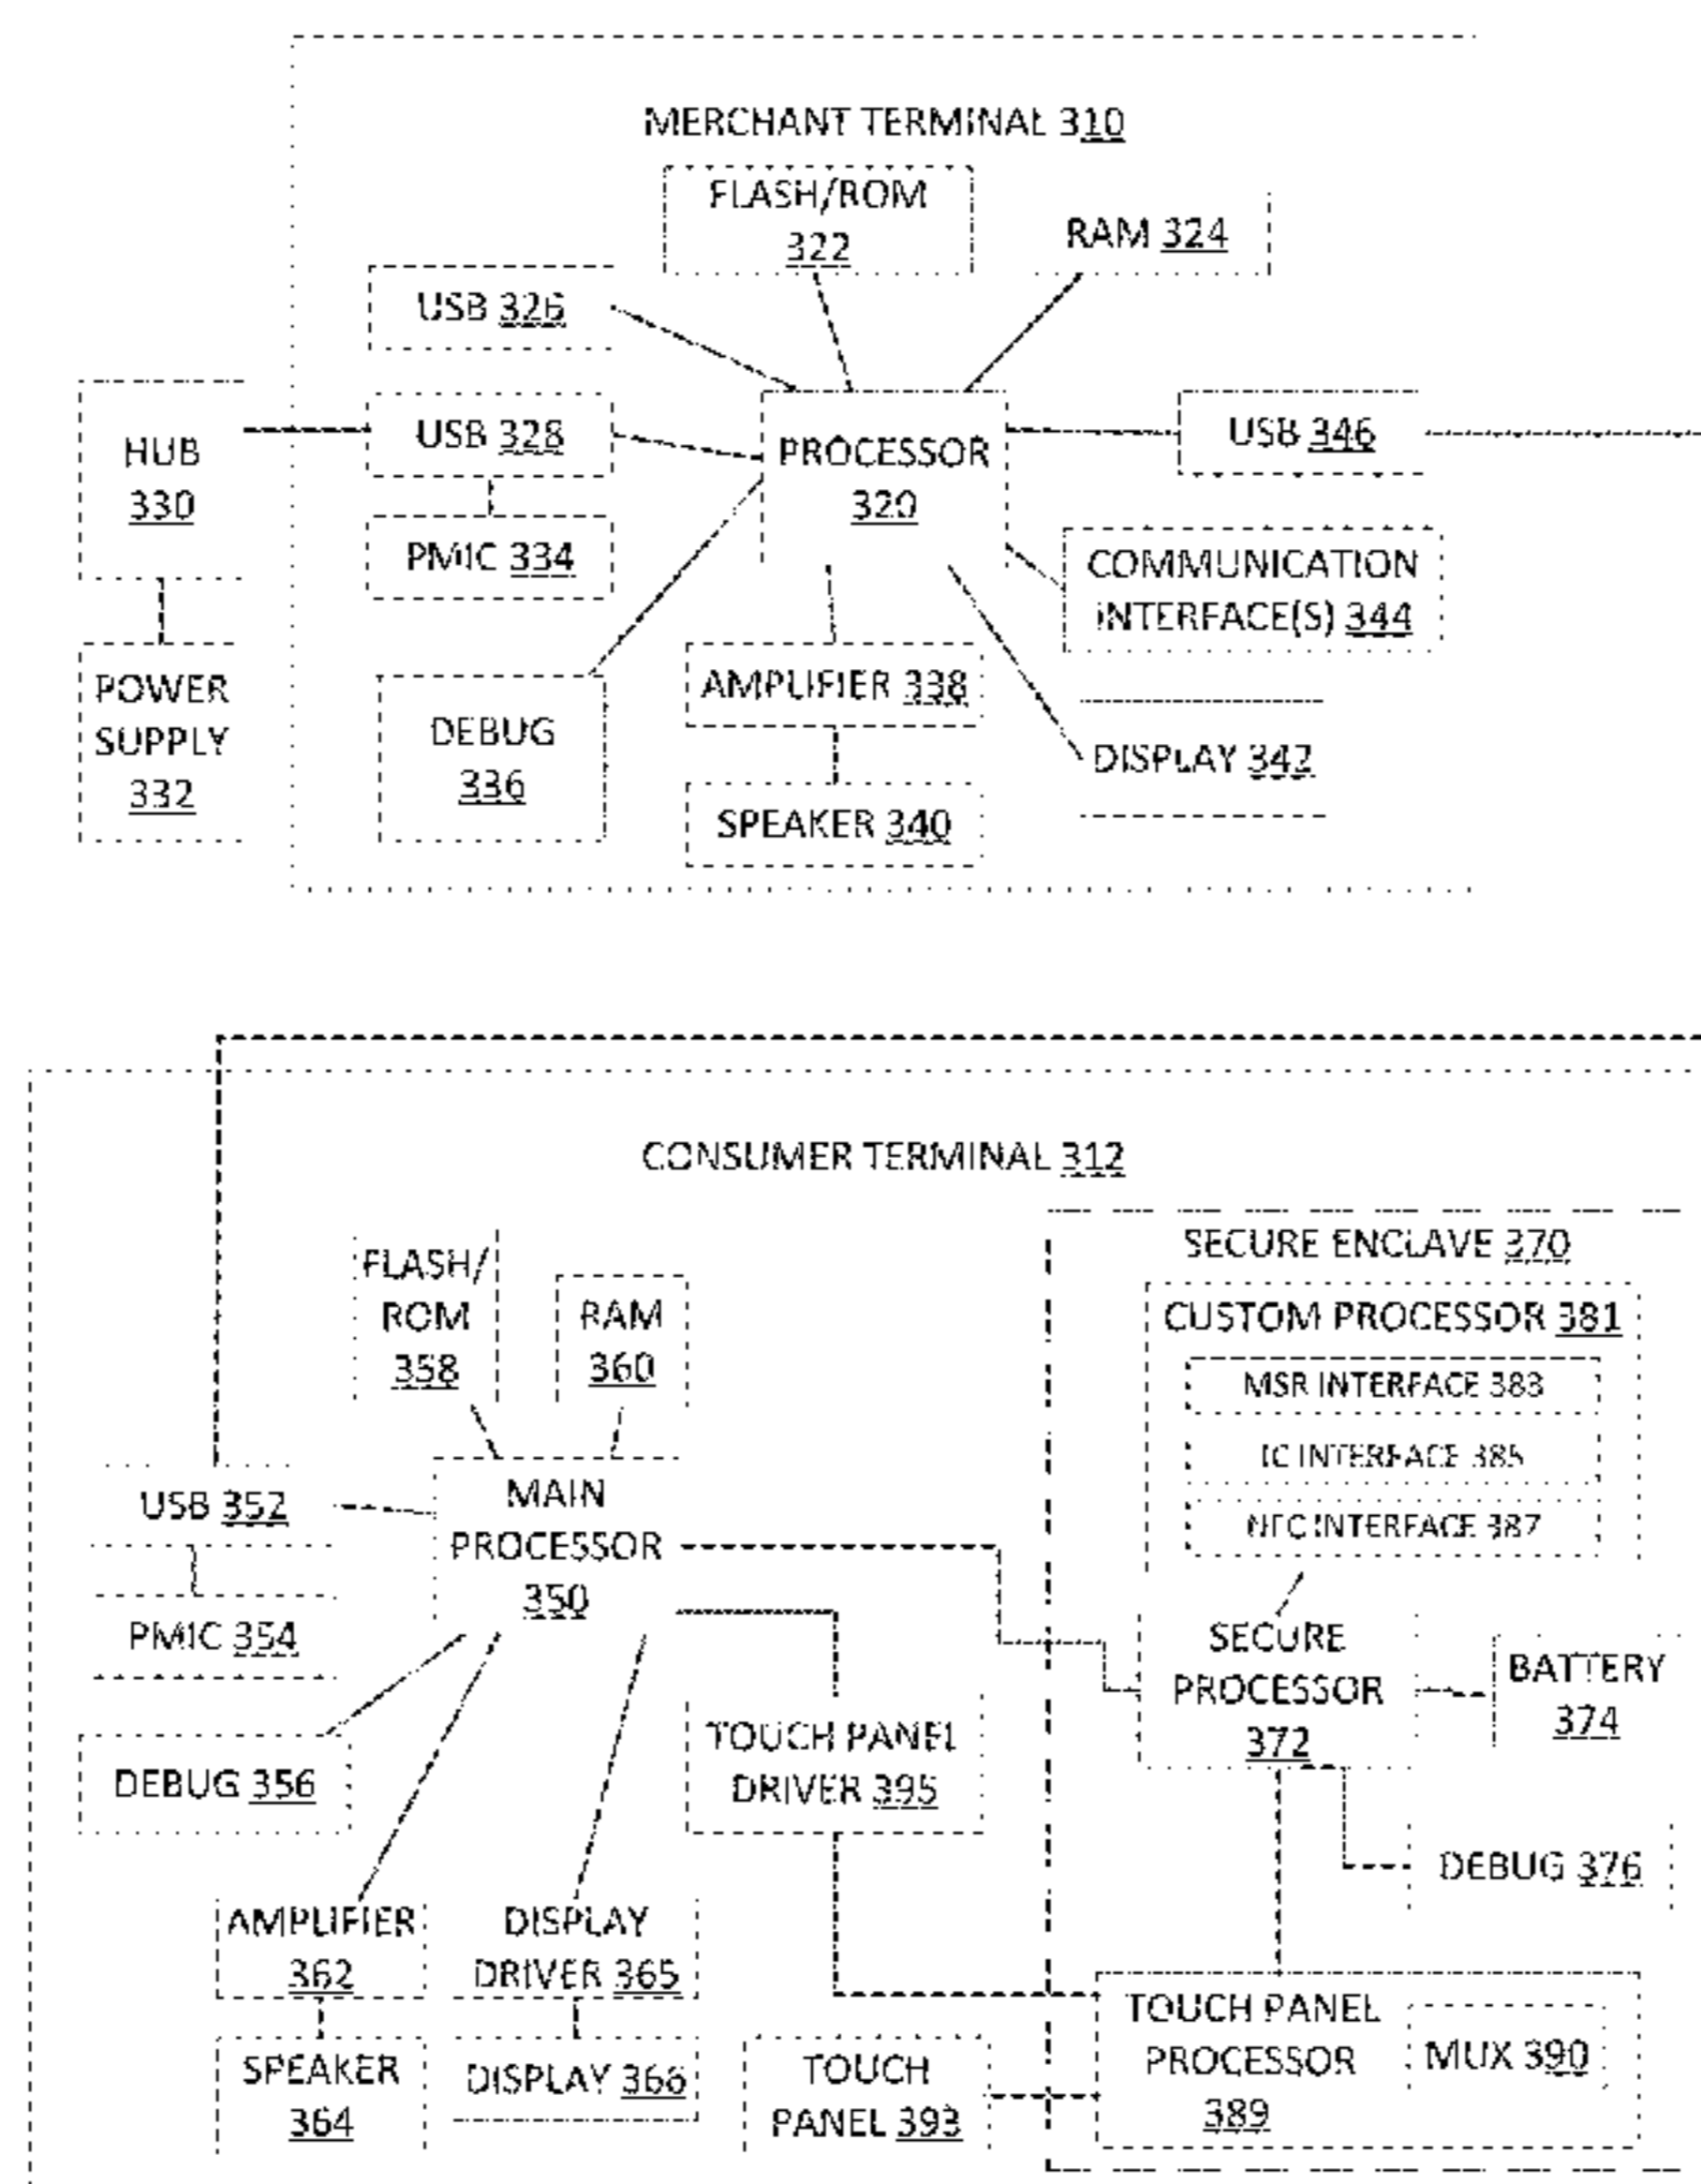 MERCHANT TERMINAL 310
FLASH/ROM
322
RAM 324
USB 326
HUB
330
USB 328
PROCESSOR
320
USB 346
PMIC 334
COMMUNICATION
INTERFACE(S) 344
POWER
SUPPLY
332
DEBUG
336
AMPLIFIER 338
DISPLAY 342
SPEAKER 340
CONSUMER TERMINAL 312
SECURE ENCLAVE 370
FLASH/
ROM
358
RAM
360
CUSTOM PROCESSOR 381
MSR INTERFACE 383
IC INTERFACE 385
NFC INTERFACE 387
USB 352
MAIN
PROCESSOR
350
PMIC 354
SECURE
PROCESSOR
372
BATTERY
374
DEBUG 356
TOUCH PANEL
DRIVER 395
DEBUG 376
AMPLIFIER
362
DISPLAY
DRIVER 365
SPEAKER
364
DISPLAY 366
TOUCH
PANEL 393
TOUCH PANEL
PROCESSOR
389
MUX 390